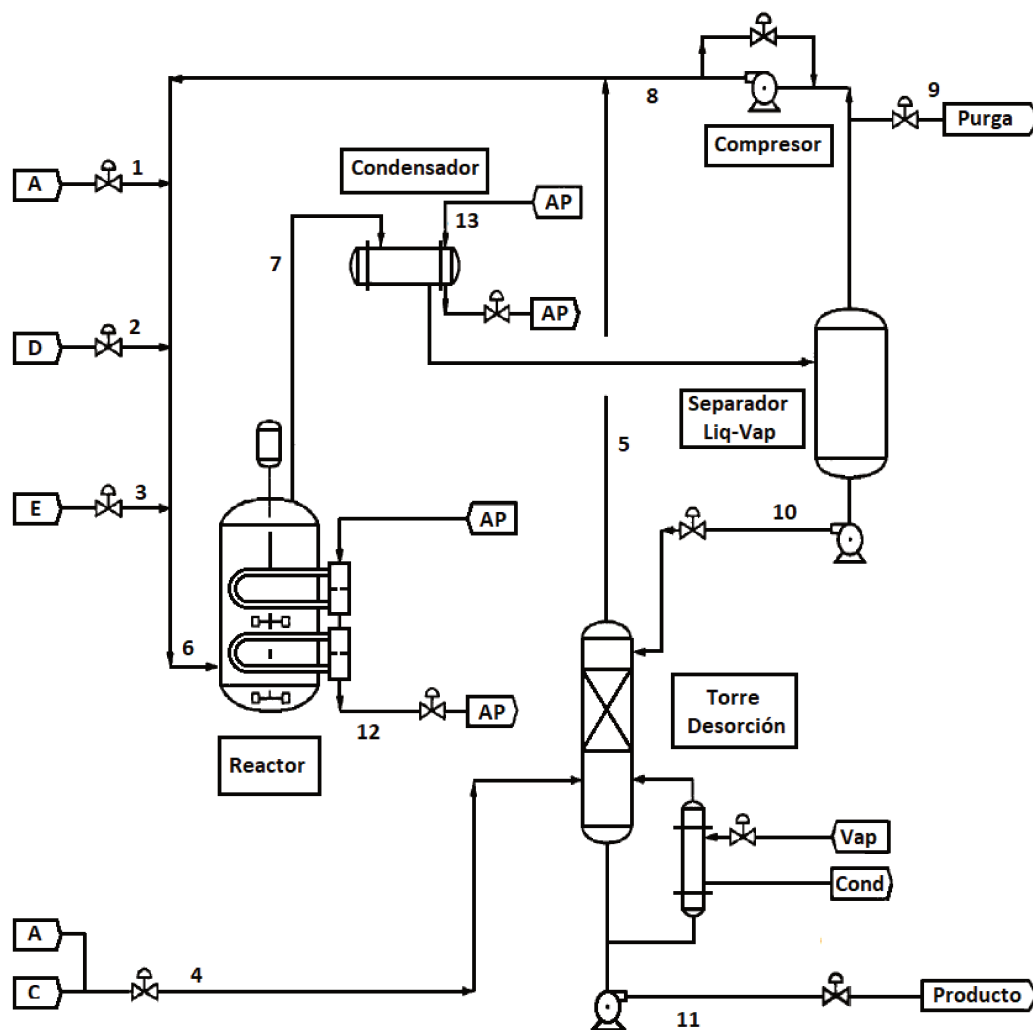 9
8
Purga
Compresor
1
Condensador
A
AP
13
7
2
AP
D
Separador
Liq-Vap
5
3
E
AP
10
6
Torre
Desorción
AP
12
Reactor
Vap
Cond
A
4
C
Producto
11